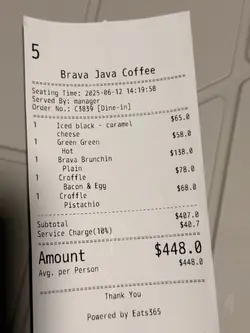 5
Brava Java Coffee
Seating Time: 2025-06-12 14:19:58
Served By: manager
Order No.: C3839 [Dine-in]
1 Iced black - caramel cheese $65.0
1 Green Green Hot $58.0
1 Brava Brunchin Plain $138.0
1 Croffle Bacon & Egg $78.0
1 Croffle Pistachio $68.0
Subtotal $407.0
Service Charge(10%) $40.7
Amount $448.0
Avg. per Person $448.0
Thank You
Powered by Eats365